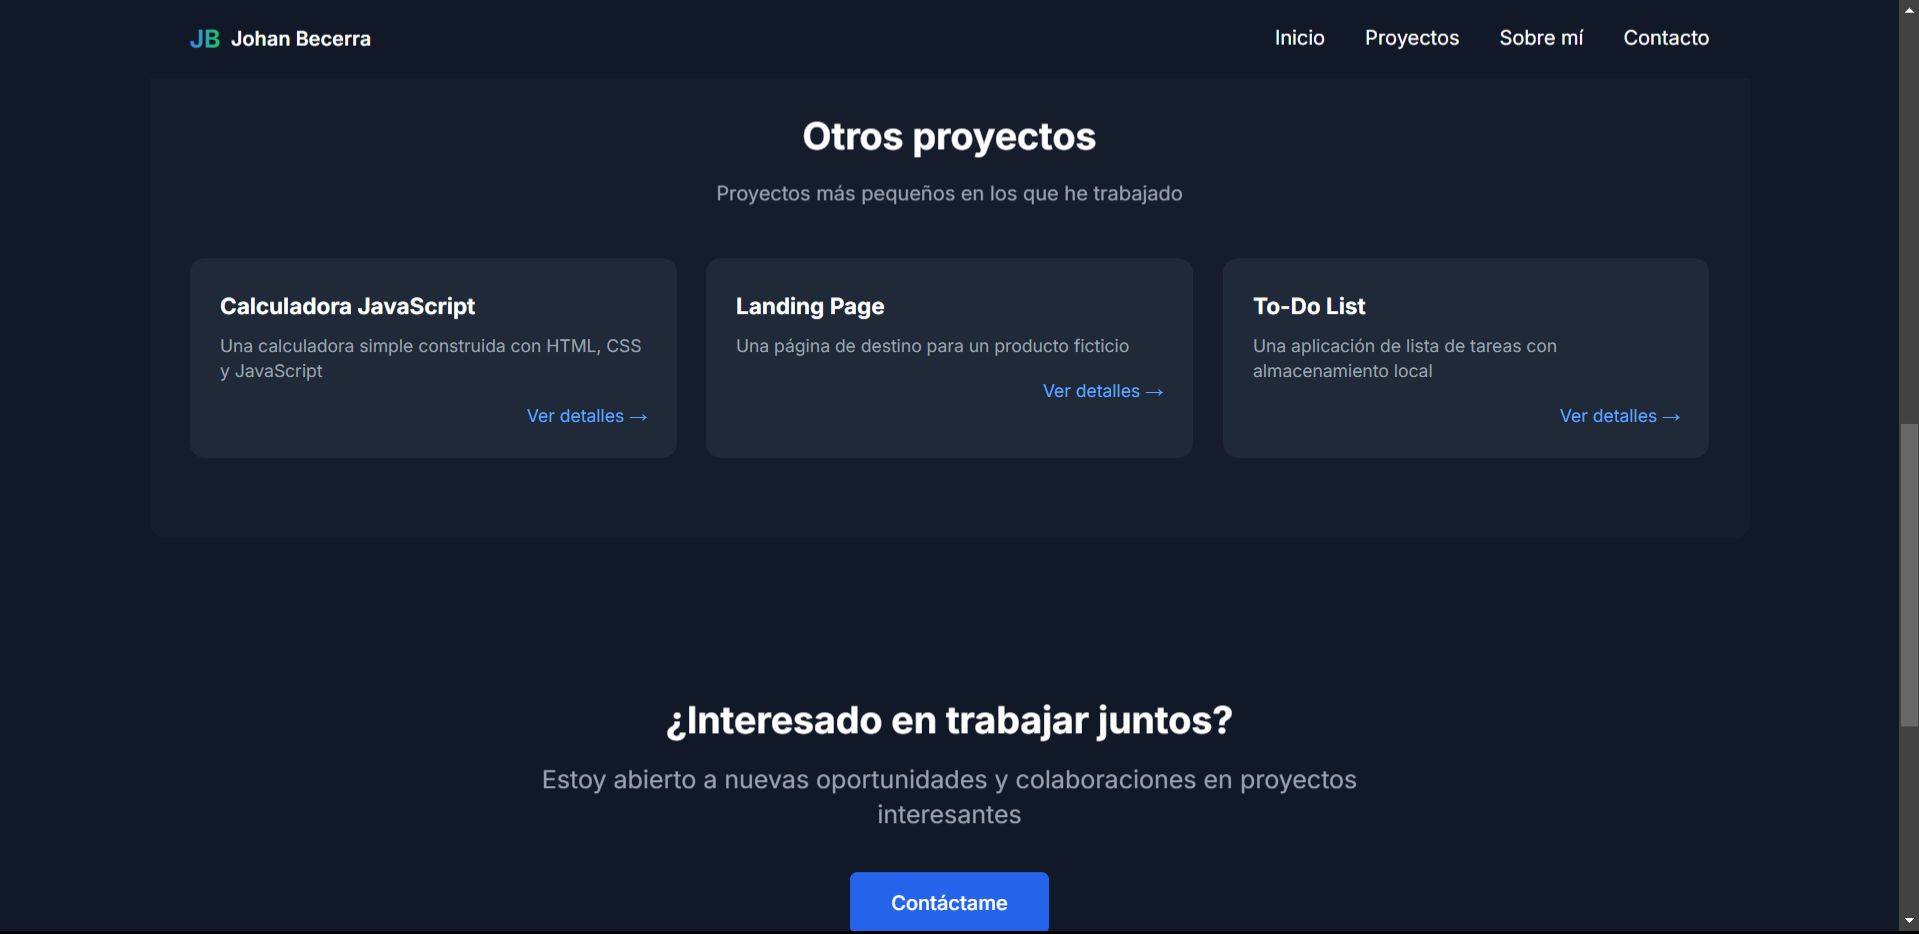 JB Johan Becerra
Inicio Proyectos Sobre mí Contacto
Otros proyectos
Proyectos más pequeños en los que he trabajado
Calculadora JavaScript
Una calculadora simple construida con HTML, CSS
y JavaScript
Ver detalles →
Landing Page
Una página de destino para un producto ficticio
Ver detalles →
To-Do List
Una aplicación de lista de tareas con
almacenamiento local
Ver detalles →
¿Interesado en trabajar juntos?
Estoy abierto a nuevas oportunidades y colaboraciones en proyectos
interesantes
Contáctame